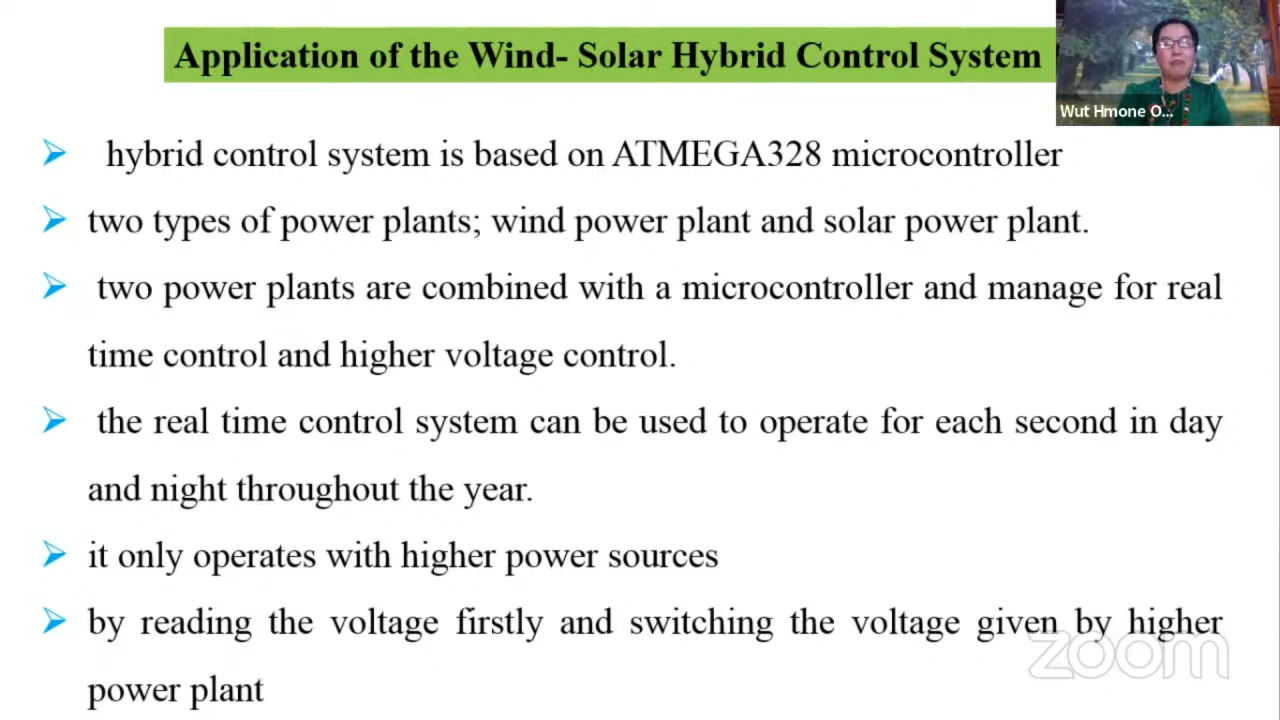 Application of the Wind- Solar Hybrid Control System
Wut Hmone O...
hybrid control system is based on ATMEGA328 microcontroller
two types of power plants; wind power plant and solar power plant.
two power plants are combined with a microcontroller and manage for real
time control and higher voltage control.
the real time control system can be used to operate for each second in day
and night throughout the year.
it only operates with higher power sources
by reading the voltage firstly and switching the voltage given by higher
power plant
zoom